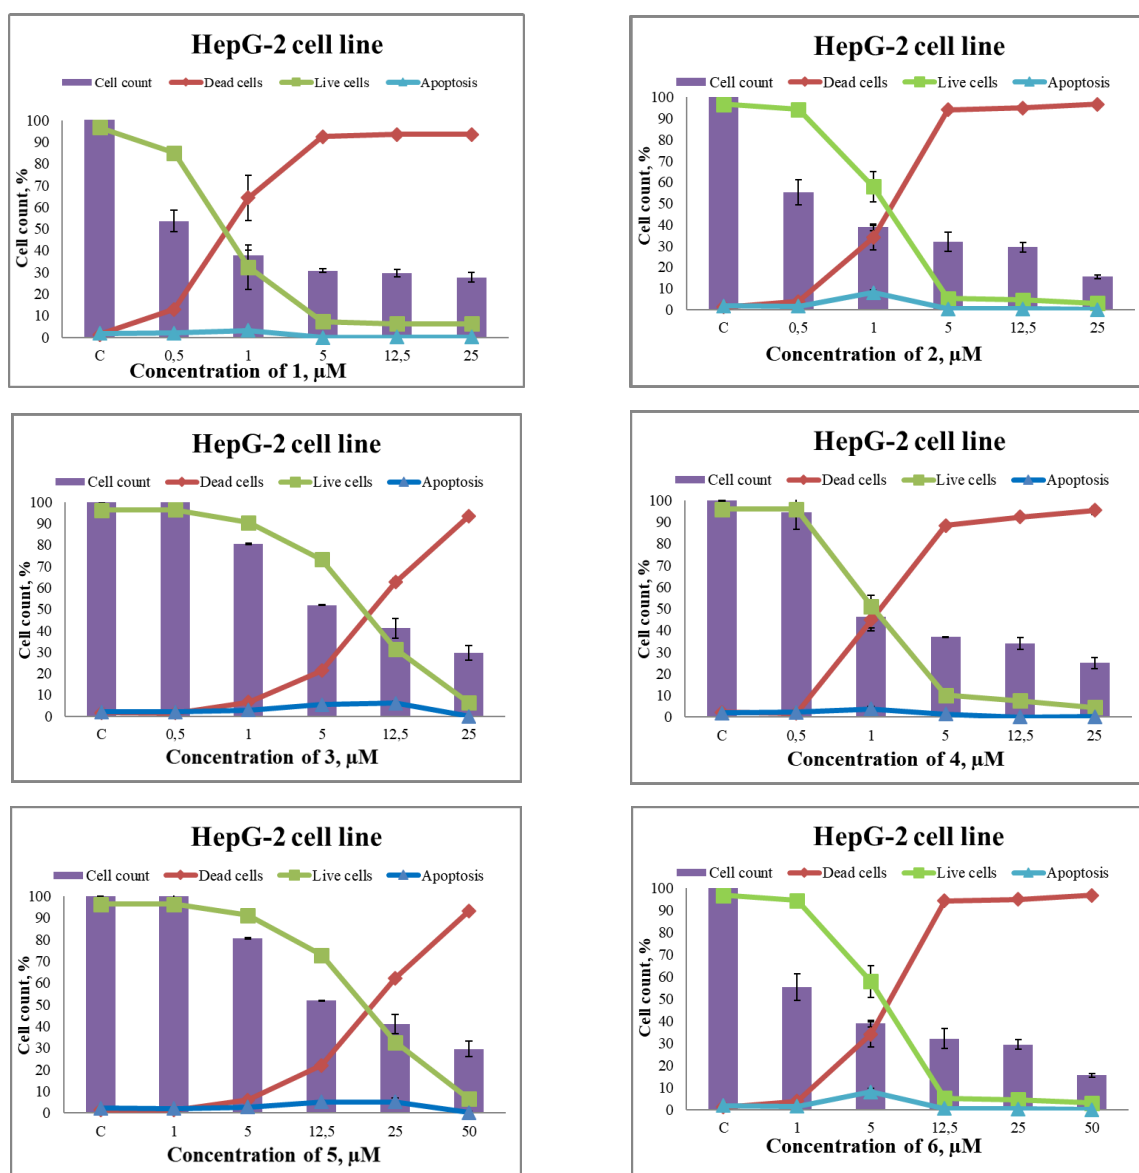 HepG-2 cell line
Cell count Dead cells Live cells Apoptosis
Cell count, %
100
90
80
70
60
50
40
30
20
10
0
C 0,5 1 5 12,5 25
Concentration of 1, µM
HepG-2 cell line
Cell count Dead cells Live cells Apoptosis
Cell count, %
100
90
80
70
60
50
40
30
20
10
0
C 0,5 1 5 12,5 25
Concentration of 2, µM
HepG-2 cell line
Cell count Dead cells Live cells Apoptosis
Cell count, %
100
90
80
70
60
50
40
30
20
10
0
C 0,5 1 5 12,5 25
Concentration of 3, µM
HepG-2 cell line
Cell count Dead cells Live cells Apoptosis
Cell count, %
100
90
80
70
60
50
40
30
20
10
0
C 0,5 1 5 12,5 25
Concentration of 4, µM
HepG-2 cell line
Cell count Dead cells Live cells Apoptosis
Cell count, %
100
90
80
70
60
50
40
30
20
10
0
C 1 5 12,5 25 50
Concentration of 5, µM
HepG-2 cell line
Cell count Dead cells Live cells Apoptosis
Cell count, %
100
90
80
70
60
50
40
30
20
10
0
C 1 5 12,5 25 50
Concentration of 6, µM